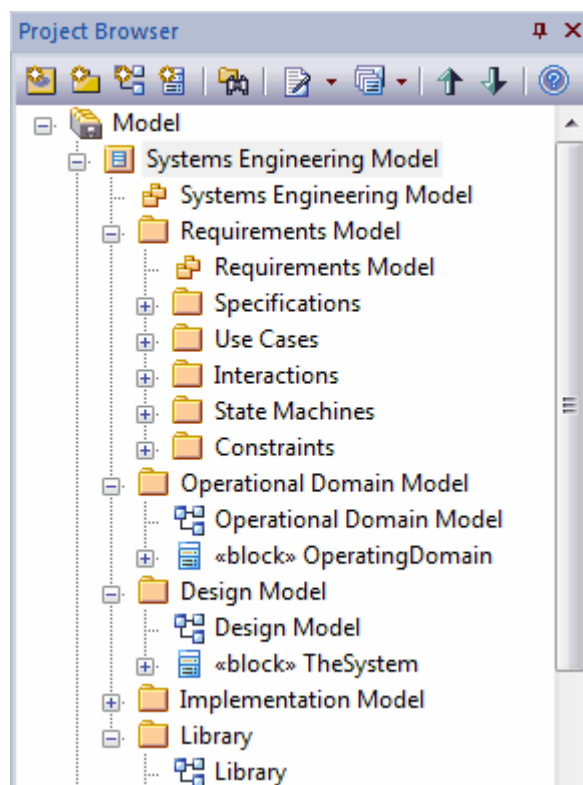 Project Browser
Model
Systems Engineering Model
Systems Engineering Model
Requirements Model
Requirements Model
Specifications
Use Cases
Interactions
State Machines
Constraints
Operational Domain Model
Operational Domain Model
«block» OperatingDomain
Design Model
Design Model
«block» TheSystem
Implementation Model
Library
Library